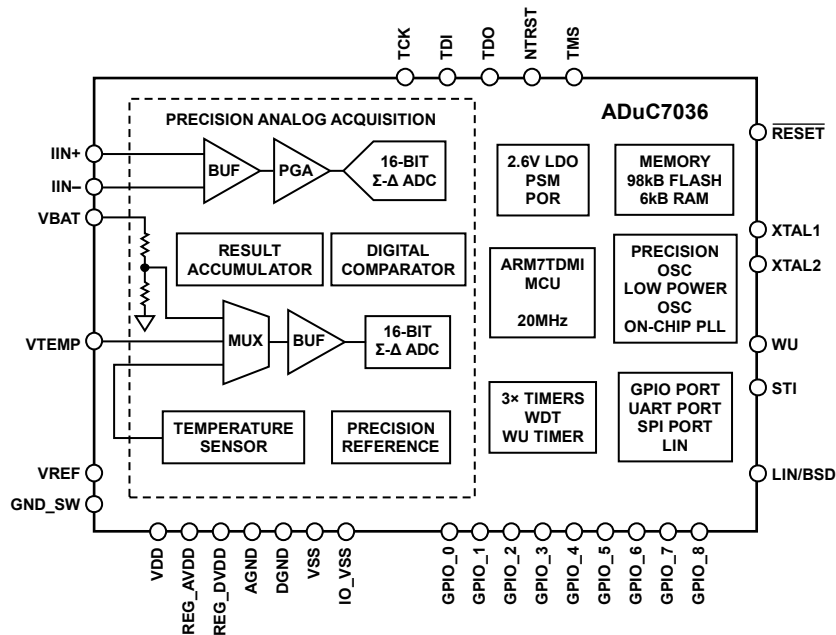 TCK
TDI
TDO
NTRST
TMS
PRECISION ANALOG ACQUISITION
ADuC7036
RESET
IIN+
IIN–
VBAT
BUF
PGA
16-BIT
Σ-Δ ADC
2.6V LDO
PSM
POR
MEMORY
98kB FLASH
6kB RAM
XTAL1
XTAL2
RESULT
ACCUMULATOR
DIGITAL
COMPARATOR
ARM7TDMI
MCU
20MHz
PRECISION
OSC
LOW POWER
OSC
ON-CHIP PLL
VTEMP
MUX
BUF
16-BIT
Σ-Δ ADC
WU
STI
TEMPERATURE
SENSOR
PRECISION
REFERENCE
3× TIMERS
WDT
WU TIMER
GPIO PORT
UART PORT
SPI PORT
LIN
VREF
GND_SW
LIN/BSD
VDD
REG_AVDD
REG_DVDD
AGND
DGND
VSS
IO_VSS
GPIO_0
GPIO_1
GPIO_2
GPIO_3
GPIO_4
GPIO_5
GPIO_6
GPIO_7
GPIO_8